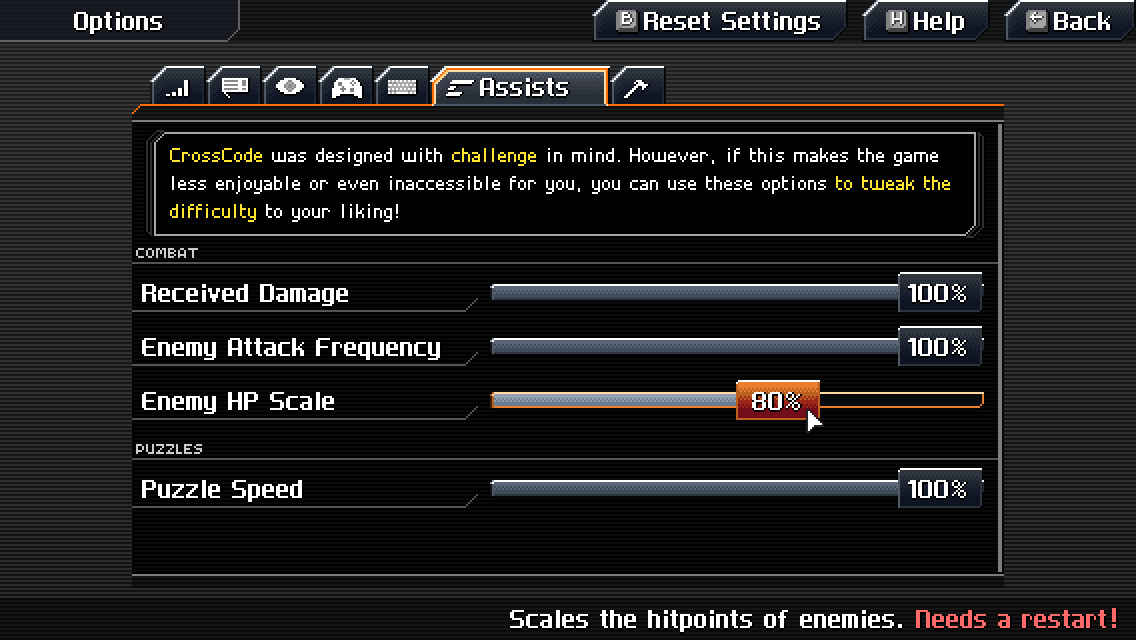 Options
B Reset Settings
H Help
Back
Assists
CrossCode was designed with challenge in mind. However, if this makes the game
less enjoyable or even inaccessible for you, you can use these options to tweak the
difficulty to your liking!
COMBAT
Received Damage 100%
Enemy Attack Frequency 100%
Enemy HP Scale 80%
PUZZLES
Puzzle Speed 100%
Scales the hitpoints of enemies. Needs a restart!